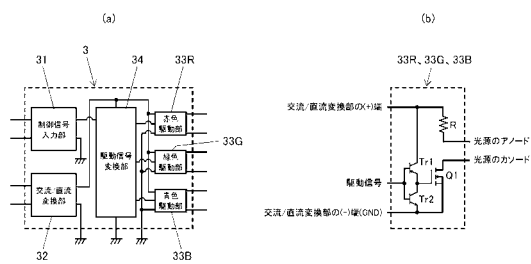 (a)
31
3
34
33R
制御信号
入力部
駆動信号
変換部
赤色
駆動部
33G
緑色
駆動部
交流/直流
変換部
青色
駆動部
32
33B
(b)
33R、33G、33B
交流/直流変換部の(+)端
R
光源のアノード
光源のカソード
Tr1
Q1
駆動信号
Tr2
交流/直流変換部の(-)端(GND)